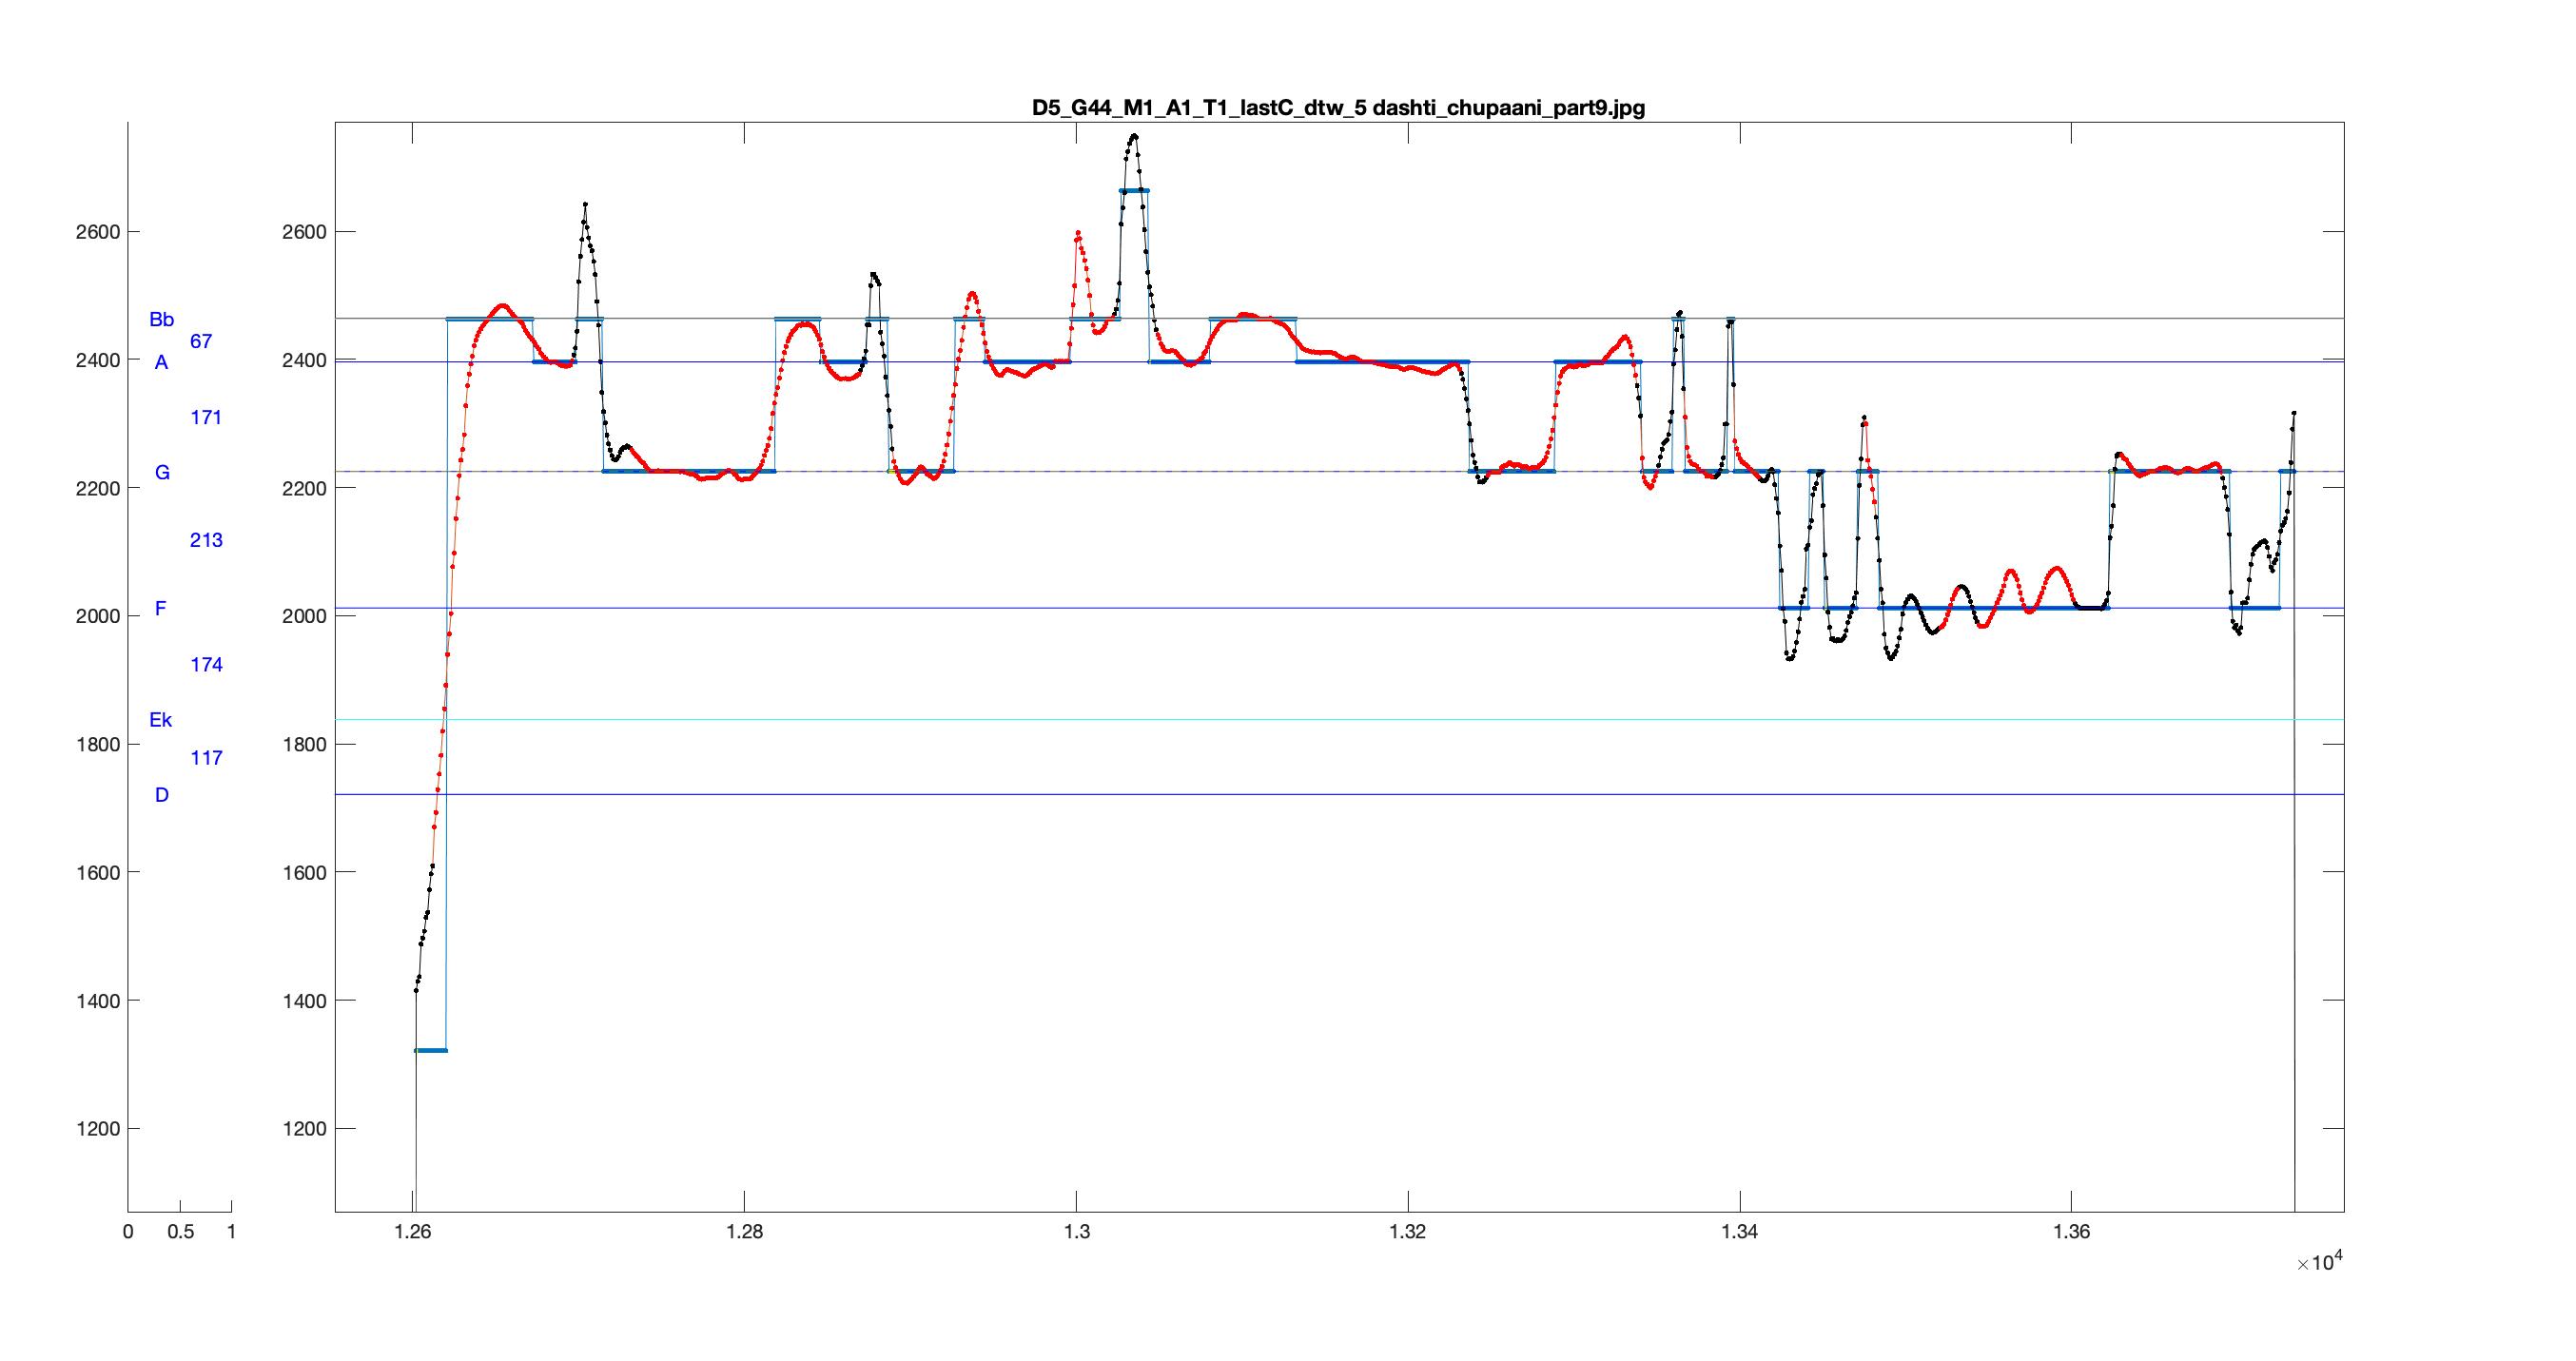 D5_G44_M1_A1_T1_lastC_dtw_5 dashti_chupaani_part9.jpg
2600 2600
Bb
67
2400 A 2400
171
G
2200 2200
213
2000 F 2000
174
Ek
1800 117 1800
D
1600 1600
1400 1400
1200 1200
0 0.5 1 1.26 1.28 1.3 1.32 1.34 1.36
×10⁴